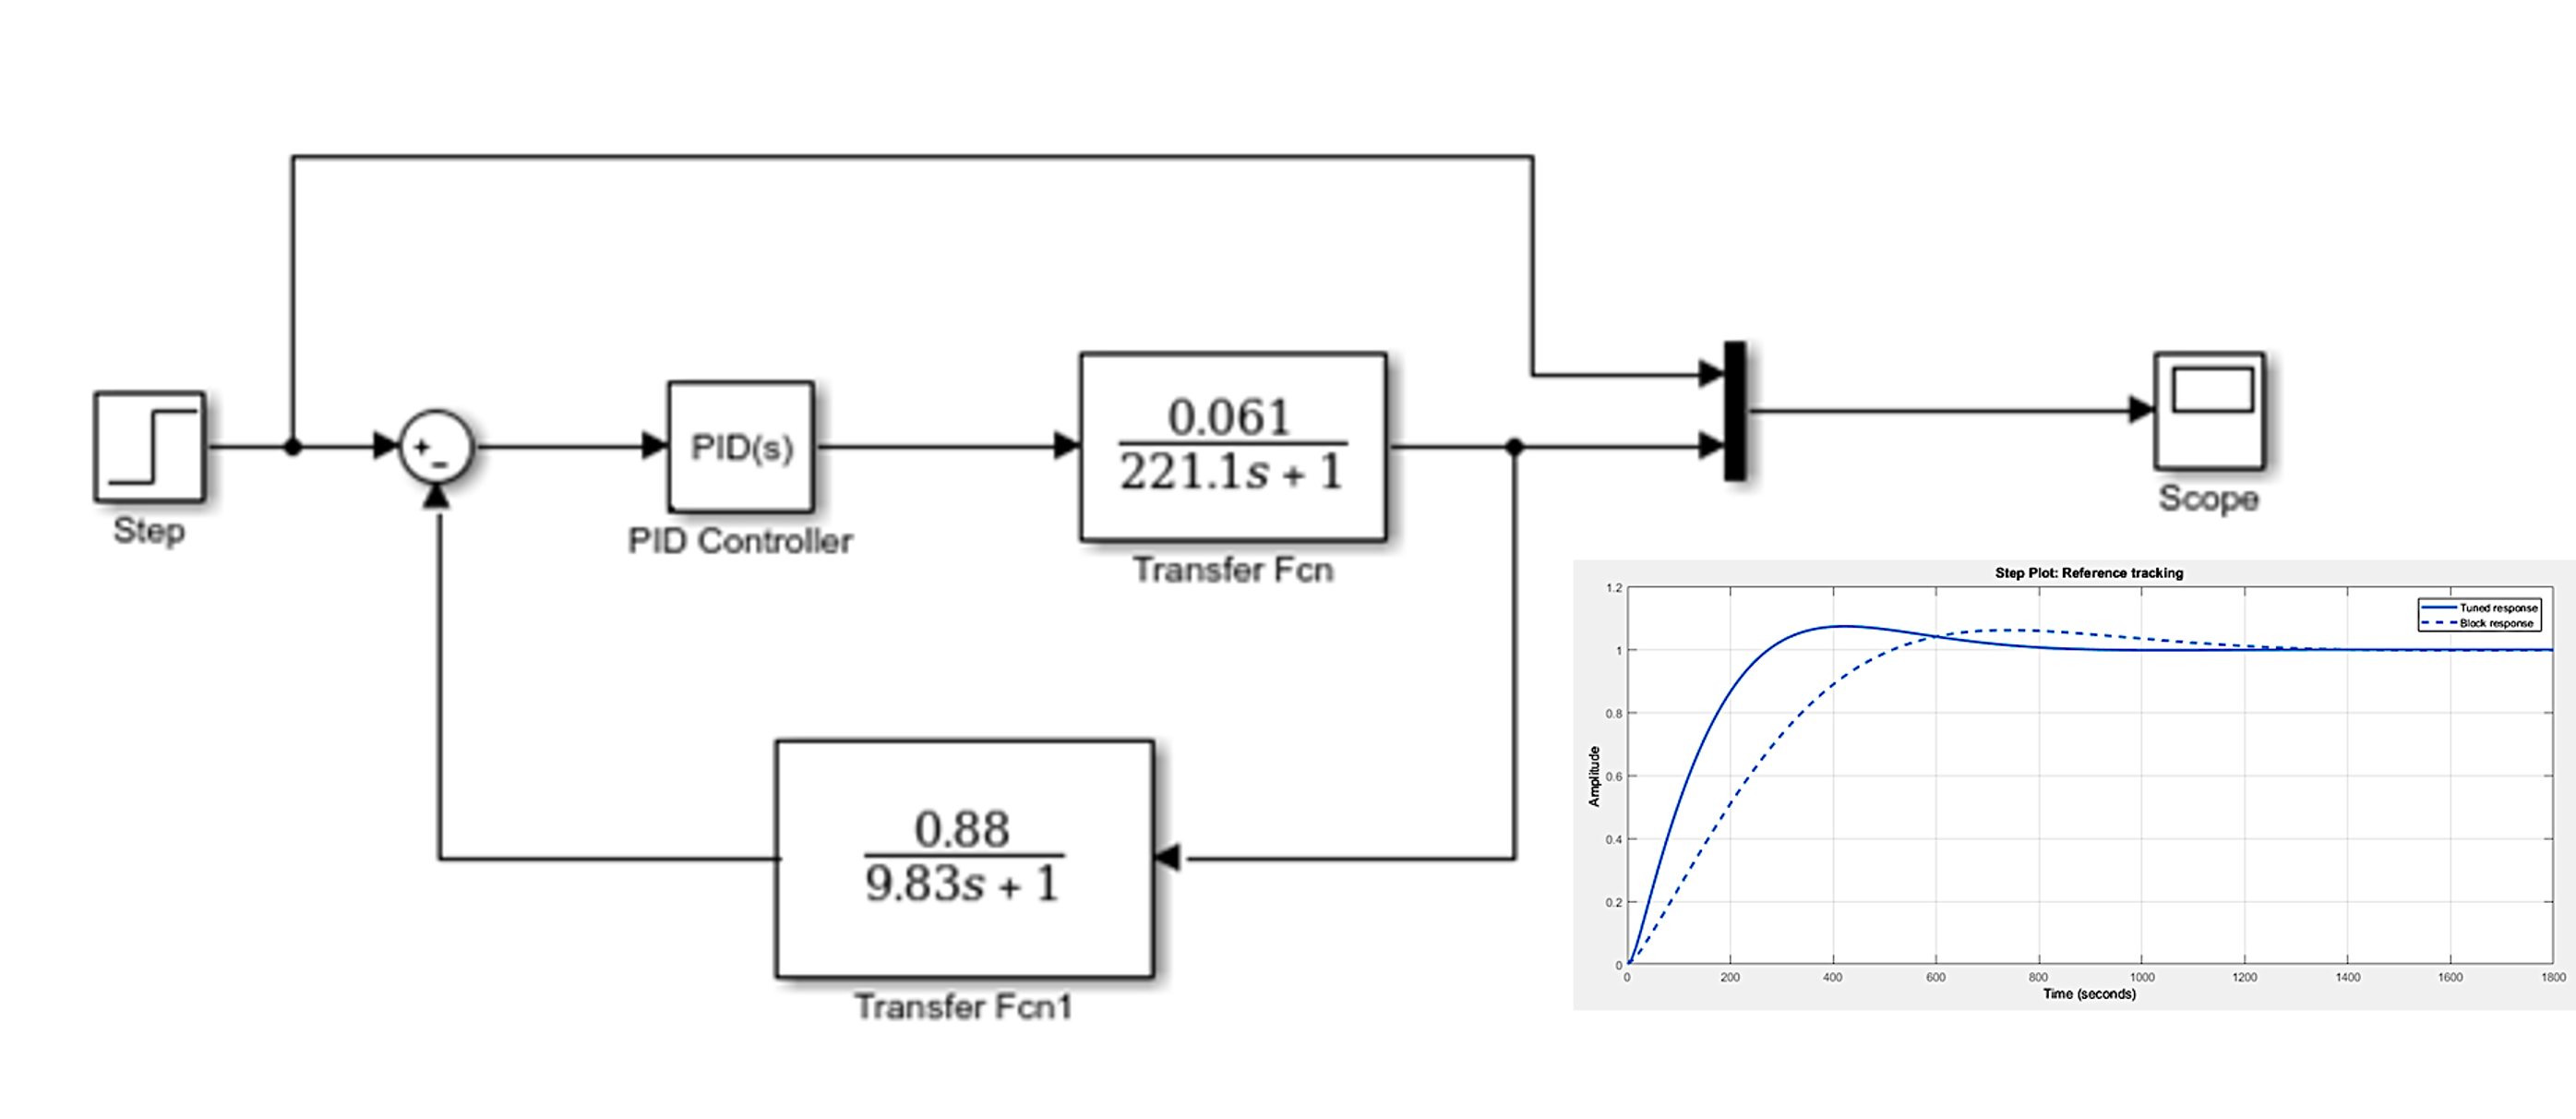 Step
+
−
PID(s)
PID Controller
0.061
221.1s + 1
Transfer Fcn
Scope
0.88
9.83s + 1
Transfer Fcn1
Step Plot: Reference tracking
Tuned response
Block response
Amplitude
1.2
1
0.8
0.6
0.4
0.2
0
0 200 400 600 800 1000 1200 1400 1600 1800
Time (seconds)